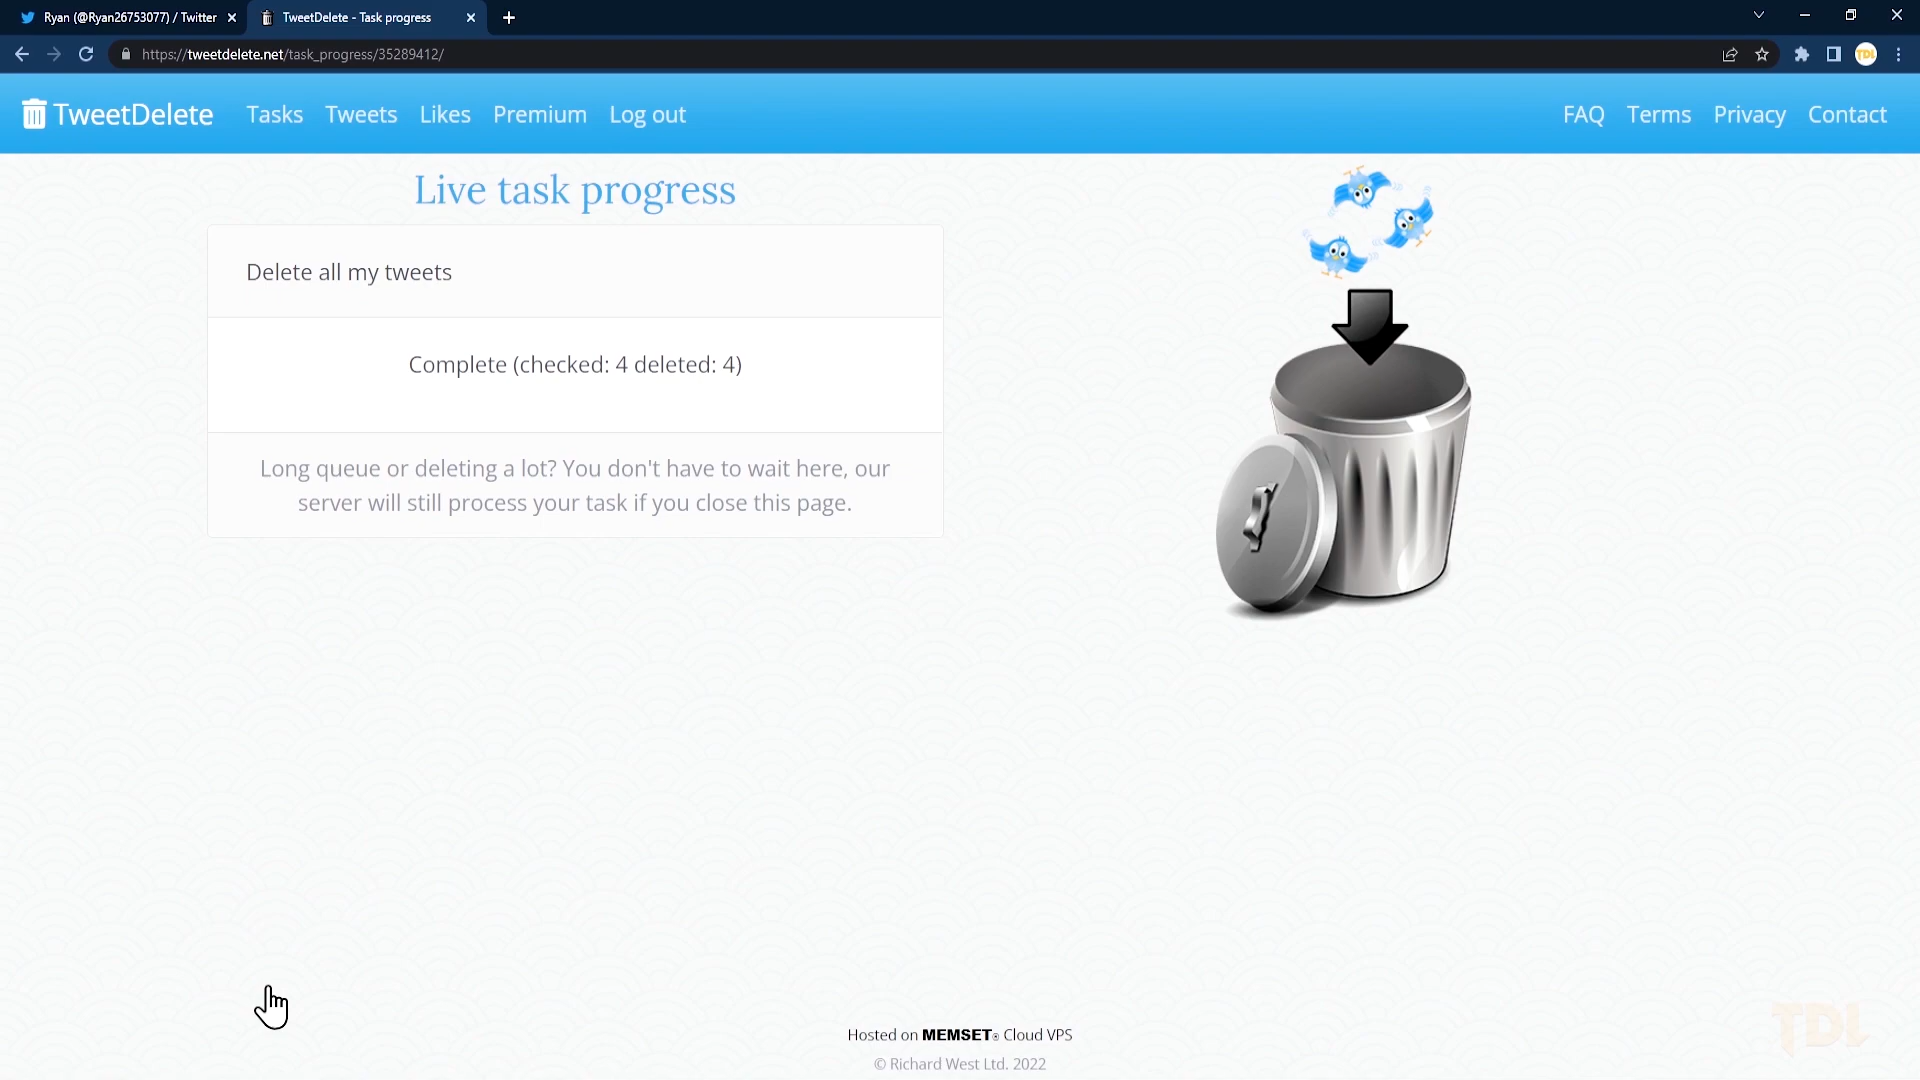 Ryan (@Ryan26753077) / Twitter
TweetDelete - Task progress
https://tweetdelete.net/task_progress/35289412/
TDL
TweetDelete
Tasks
Tweets
Likes
Premium
Log out
FAQ
Terms
Privacy
Contact
Live task progress
Delete all my tweets
Complete (checked: 4 deleted: 4)
Long queue or deleting a lot? You don't have to wait here, our
server will still process your task if you close this page.
Hosted on MEMSET® Cloud VPS
© Richard West Ltd. 2022
TDL